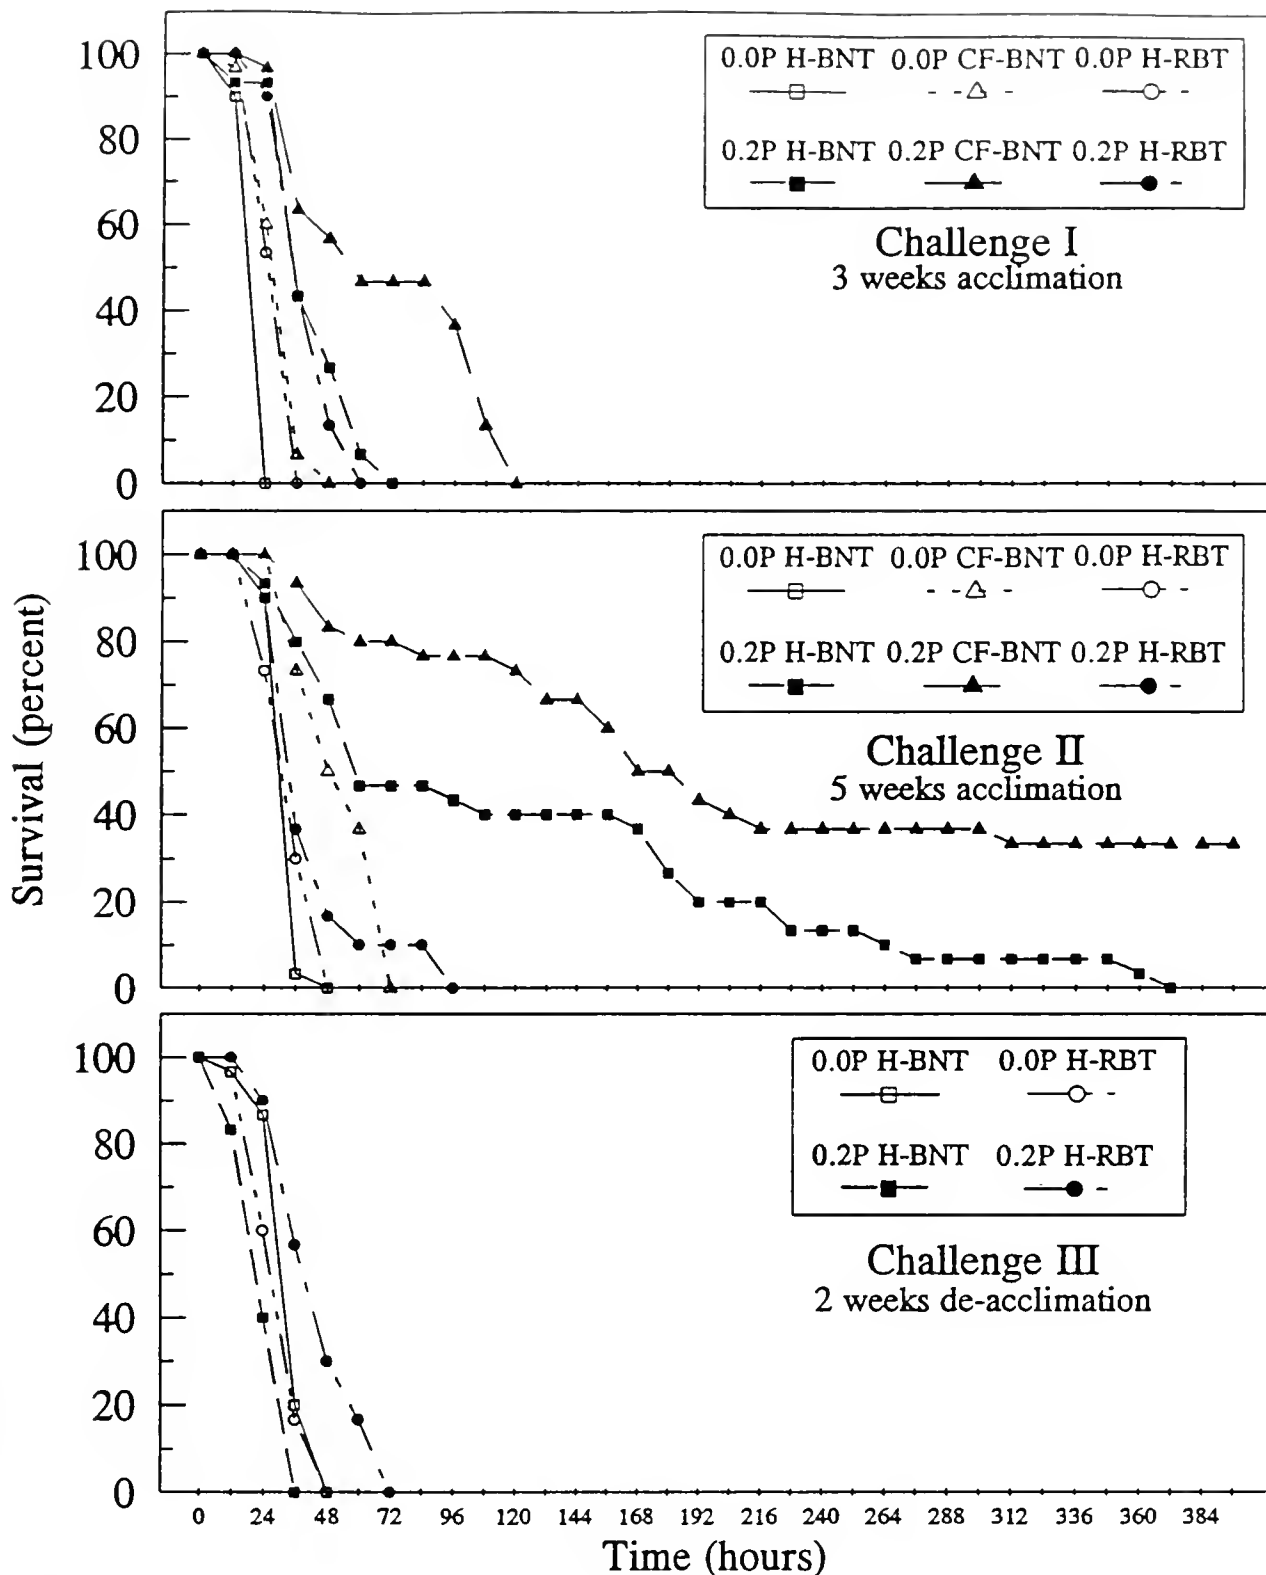 0.0P H-BNT 0.0P CF-BNT 0.0P H-RBT
0.2P H-BNT 0.2P CF-BNT 0.2P H-RBT
Challenge I
3 weeks acclimation
100
80
60
40
20
0
0.0P H-BNT 0.0P CF-BNT 0.0P H-RBT
0.2P H-BNT 0.2P CF-BNT 0.2P H-RBT
Challenge II
5 weeks acclimation
100
80
60
40
20
0
Survival (percent)
0.0P H-BNT 0.0P H-RBT
0.2P H-BNT 0.2P H-RBT
Challenge III
2 weeks de-acclimation
100
80
60
40
20
0
0 24 48 72 96 120 144 168 192 216 240 264 288 312 336 360 384
Time (hours)